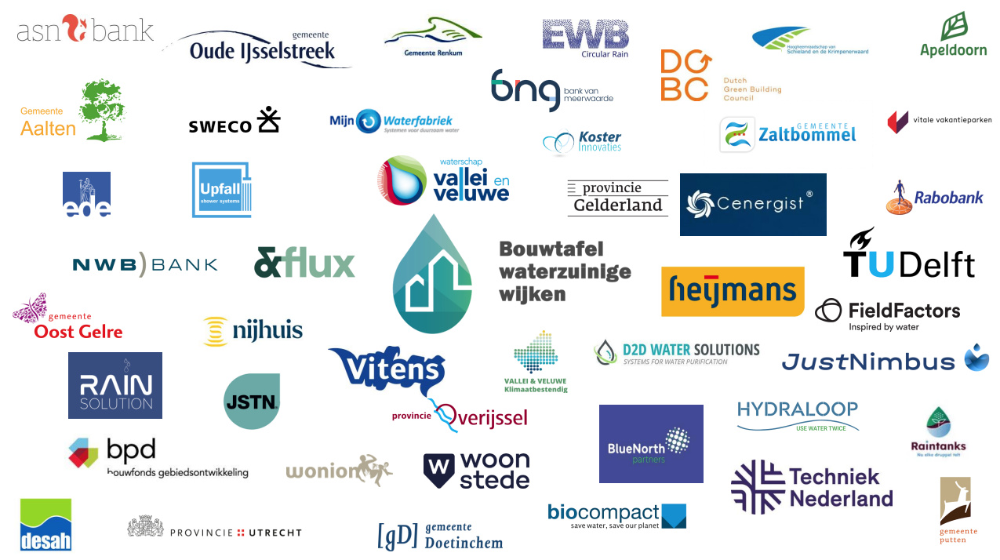 asn bank
gemeente
Oude IJsselstreek
Gemeente Renkum
EWB
Circular Rain
Hoogheemraadschap van
Schieland en de Krimpenerwaard
Apeldoorn
DGBC
Dutch
Green Building
Council
bng
bank van
meerwaarde
Gemeente
Aalten
SWECO
Mijn Waterfabriek
Systemen voor duurzaam water
Koster
Innovaties
GEMEENTE
Zaltbommel
vitale vakantieparken
ede
Upfall
shower systems
waterschap
vallei en
veluwe
provincie
Gelderland
Cenergist®
Rabobank
NWB)BANK
&flux
Bouwtafel
waterzuinige
wijken
heijmans
TUDelft
FieldFactors
Inspired by water
gemeente
Oost Gelre
nijhuis
Vitens
VALLEI & VELUWE
Klimaatbestendig
D2D WATER SOLUTIONS
SYSTEMS FOR WATER PURIFICATION
JustNimbus
RAIN
SOLUTION
JSTN.
provincie Overijssel
BlueNorth
partners
HYDRALOOP
USE WATER TWICE
Raintanks
Nu elke druppel telt
bpd
bouwfonds gebiedsontwikkeling
wonion
woon
stede
Techniek
Nederland
desah
PROVINCIE UTRECHT
[gD] gemeente
Doetinchem
biocompact
save water, save our planet
gemeente
putten